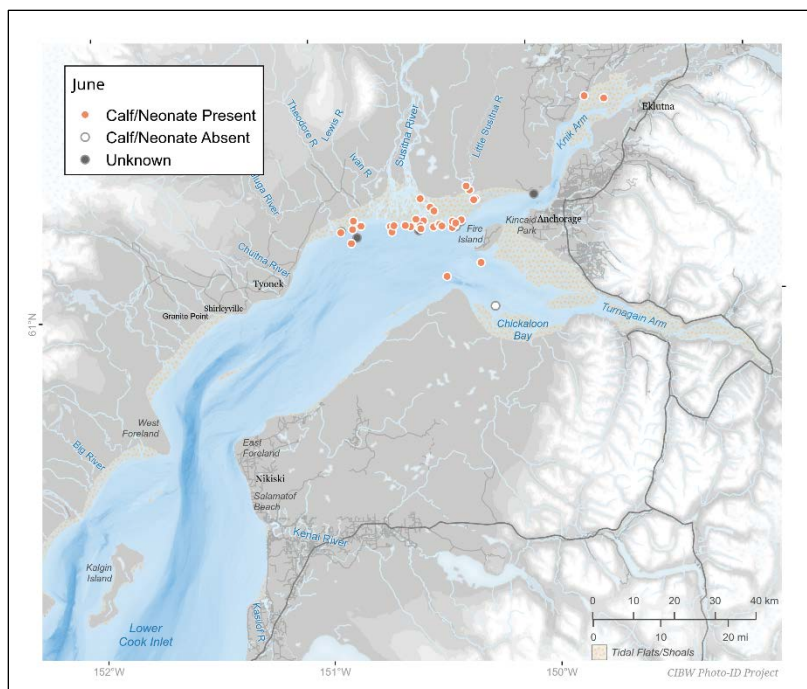 June
Calf/Neonate Present
Calf/Neonate Absent
Unknown
Theodore R
Lewis R
Ivan R
Susitna River
Little Susitna R
Knik Arm
Eklutna
Chuitna River
Tyonek
Fire
Island
Kincaid
Park
Anchorage
Shirleyville
Granite Point
61°N
Chickaloon
Bay
Turnagain Arm
West
Foreland
East
Foreland
Big River
Nikiski
Salamatof
Beach
Kenai River
Kalgin
Island
Kasilof R
Lower
Cook Inlet
0 10 20 30 40 km
0 10 20 mi
Tidal Flats/Shoals
152°W
151°W
150°W
CIBW Photo-ID Project